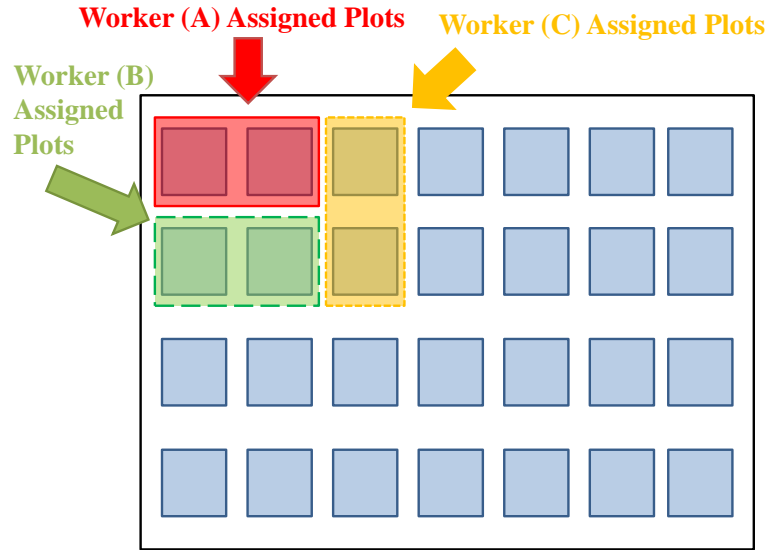 Worker (A) Assigned Plots
Worker (C) Assigned Plots
Worker (B)
Assigned
Plots